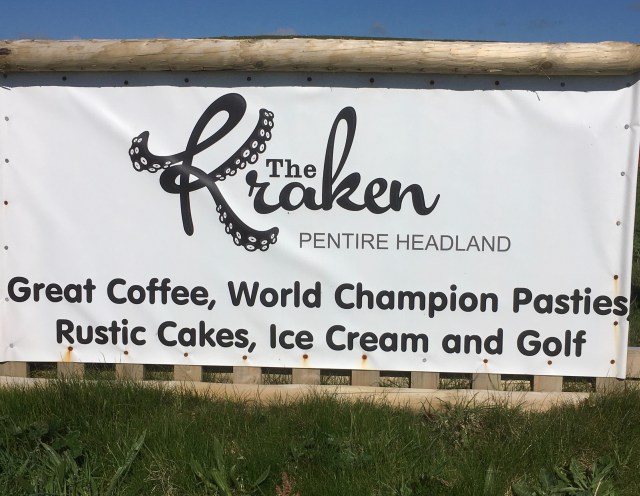 The Kraken
PENTIRE HEADLAND
Great Coffee, World Champion Pasties
Rustic Cakes, Ice Cream and Golf